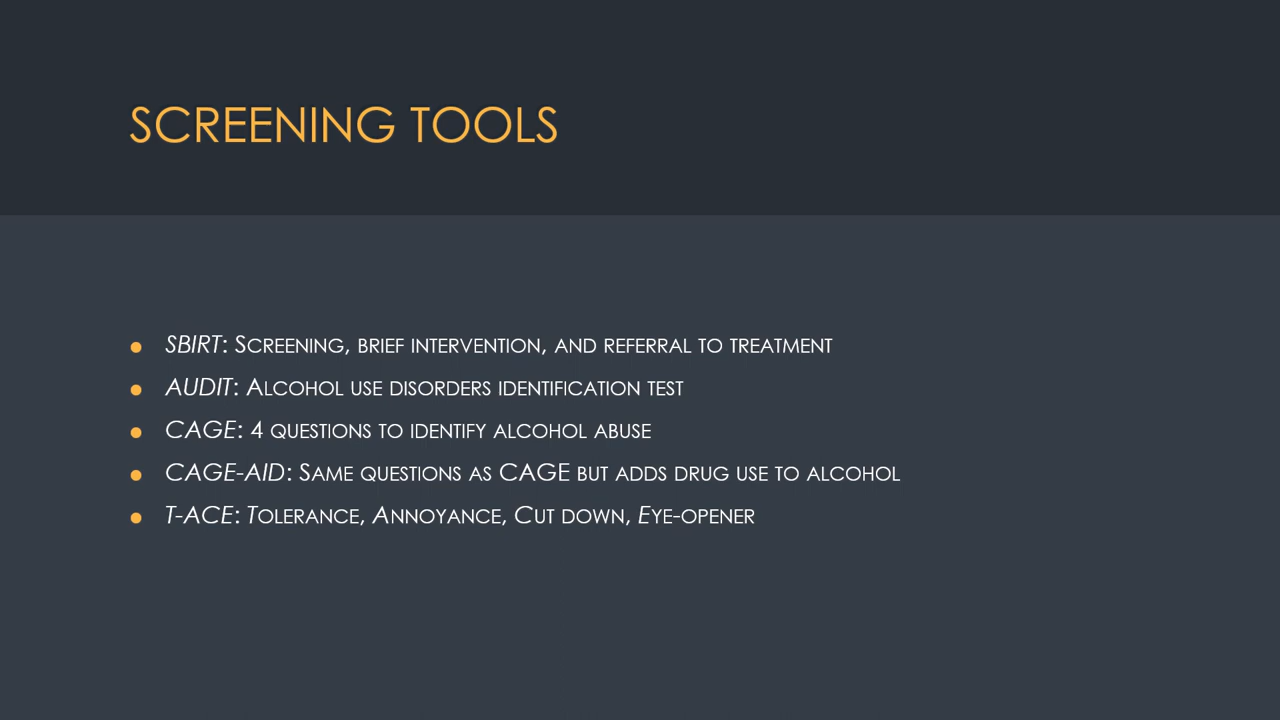 SCREENING TOOLS
• SBIRT: Screening, brief intervention, and referral to treatment
• AUDIT: Alcohol use disorders identification test
• CAGE: 4 questions to identify alcohol abuse
• CAGE-AID: Same questions as CAGE but adds drug use to alcohol
• T-ACE: Tolerance, Annoyance, Cut down, Eye-opener